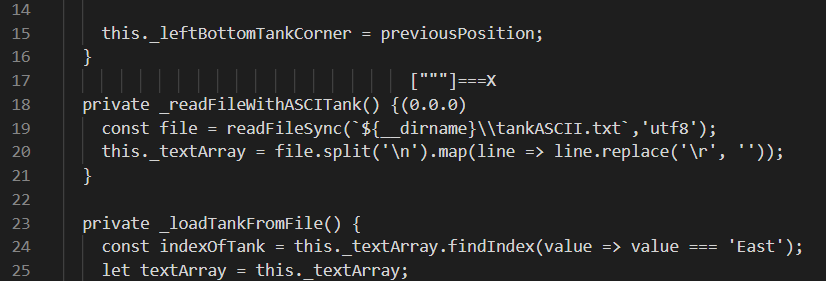 14
15 this._leftBottomTankCorner = previousPosition;
16 }
17 ["""]===X
18 private _readFileWithASCITank() {(0.0.0)
19 const file = readFileSync(`${__dirname}\\tankASCII.txt`,'utf8');
20 this._textArray = file.split('\n').map(line => line.replace('\r', ''));
21 }
22
23 private _loadTankFromFile() {
24 const indexOfTank = this._textArray.findIndex(value => value === 'East');
25 let textArray = this._textArray;